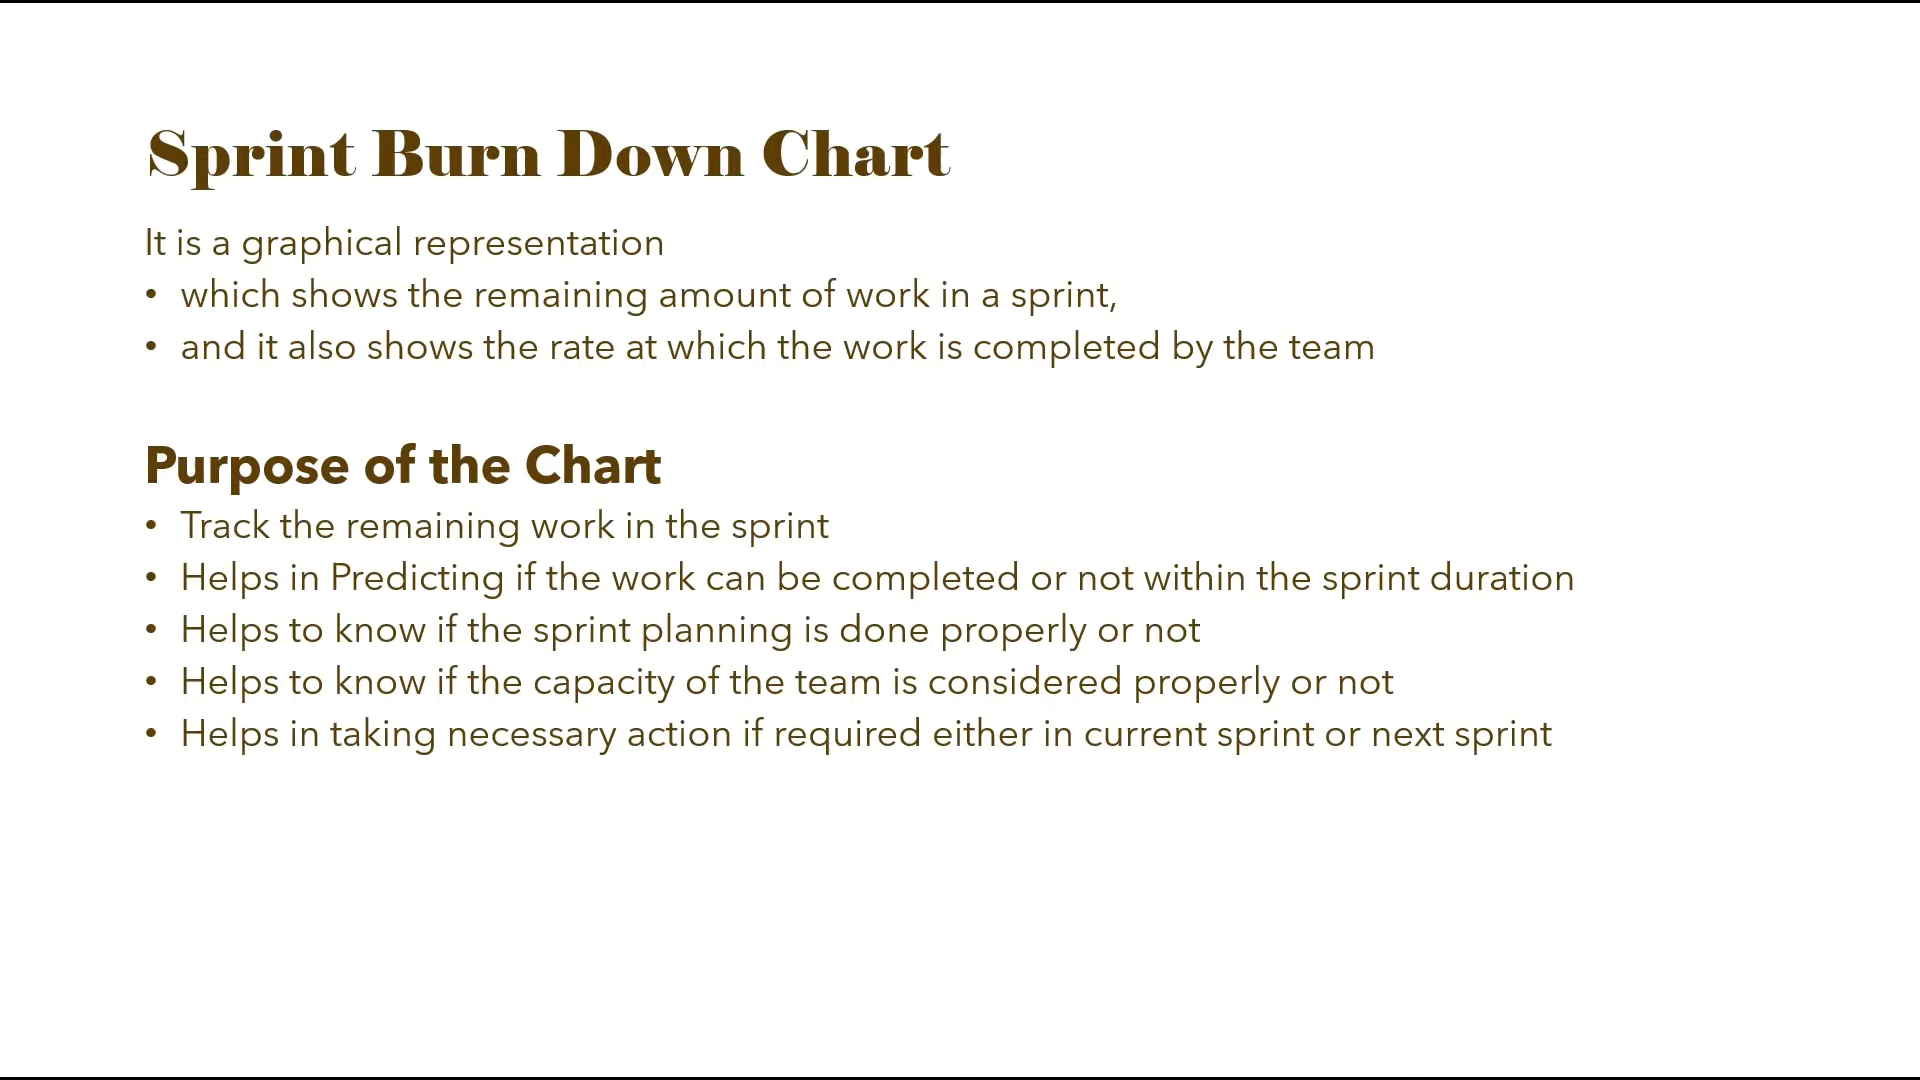 Sprint Burn Down Chart
It is a graphical representation
• which shows the remaining amount of work in a sprint,
• and it also shows the rate at which the work is completed by the team
Purpose of the Chart
• Track the remaining work in the sprint
• Helps in Predicting if the work can be completed or not within the sprint duration
• Helps to know if the sprint planning is done properly or not
• Helps to know if the capacity of the team is considered properly or not
• Helps in taking necessary action if required either in current sprint or next sprint